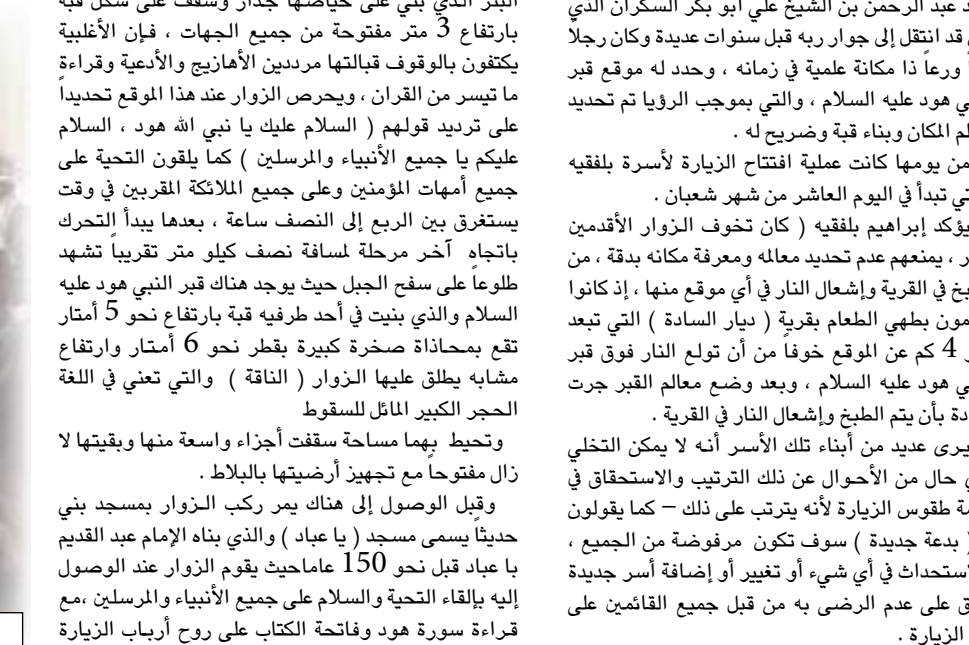 عبد الرحمن بن الشيخ علي أبو بكر السكران الذي
قد انتقل إلى جوار ربه قبل سنوات عديدة وكان رجلاً
ورعاً ذا مكانة علمية في زمانه ، وحدد له موقع قبر
هود عليه السلام ، والتي بموجب الرؤيا تم تحديد
المكان وبناء قبة وضريح له .
من يومها كانت عملية افتتاح الزيارة لأسرة بلفقيه
تبدأ في اليوم العاشر من شهر شعبان .
يؤكد إبراهيم بلفقيه ( كان تخوف الزوار الأقدمين
، يمنعهم عدم تحديد معالمه ومعرفة مكانه بدقة ، من
في القرية وإشعال النار في أي موقع منها ، إذ كانوا
بطهي الطعام بقرية ( ديار السادة ) التي تبعد
4 كم عن الموقع خوفاً من أن تولع النار فوق قبر
هود عليه السلام ، وبعد وضع معالم القبر جرت
بأن يتم الطبخ وإشعال النار في القرية .
يرى عديد من أبناء تلك الأسر أنه لا يمكن التخلي
حال من الأحوال عن ذلك الترتيب والاستحقاق في
طقوس الزيارة لأنه يترتب على ذلك – كما يقولون
( بدعة جديدة ) سوف تكون مرفوضة من الجميع ،
لاستحداث في أي شيء أو تغيير أو إضافة أسر جديدة
على عدم الرضى به من قبل جميع القائمين على
الزيارة .
البئر الذي بني على حياضها جدار وسقف على شكل قبة
بارتفاع 3 متر مفتوحة من جميع الجهات ، فإن الأغلبية
يكتفون بالوقوف قبالتها مرددين الأهازيج والأدعية وقراءة
ما تيسر من القران ، ويحرص الزوار عند هذا الموقع تحديداً
على ترديد قولهم ( السلام عليك يا نبي الله هود ، السلام
عليكم يا جميع الأنبياء والمرسلين ) كما يلقون التحية على
جميع أمهات المؤمنين وعلى جميع الملائكة المقربين في وقت
يستغرق بين الربع إلى النصف ساعة ، بعدها يبدأ التحرك
باتجاه آخر مرحلة لمسافة نصف كيلو متر تقريباً تشهد
طلوعاً على سفح الجبل حيث يوجد هناك قبر النبي هود عليه
السلام والذي بنيت في أحد طرفيه قبة بارتفاع نحو 5 أمتار
تقع بمحاذاة صخرة كبيرة بقطر نحو 6 أمتار وارتفاع
مشابه يطلق عليها الزوار ( الناقة ) والتي تعني في اللغة
الحجر الكبير المائل للسقوط
وتحيط بهما مساحة سقفت أجزاء واسعة منها وبقيتها لا
زال مفتوحاً مع تجهيز أرضيتها بالبلاط .
وقبل الوصول إلى هناك يمر ركب الزوار بمسجد بني
حديثاً يسمى مسجد ( يا عباد ) والذي بناه الإمام عبد القديم
با عباد قبل نحو 150 عاماحيث يقوم الزوار عند الوصول
إليه بإلقاء التحية والسلام على جميع الأنبياء والمرسلين ،مع
قراءة سورة هود وفاتحة الكتاب على روح أرباب الزيارة